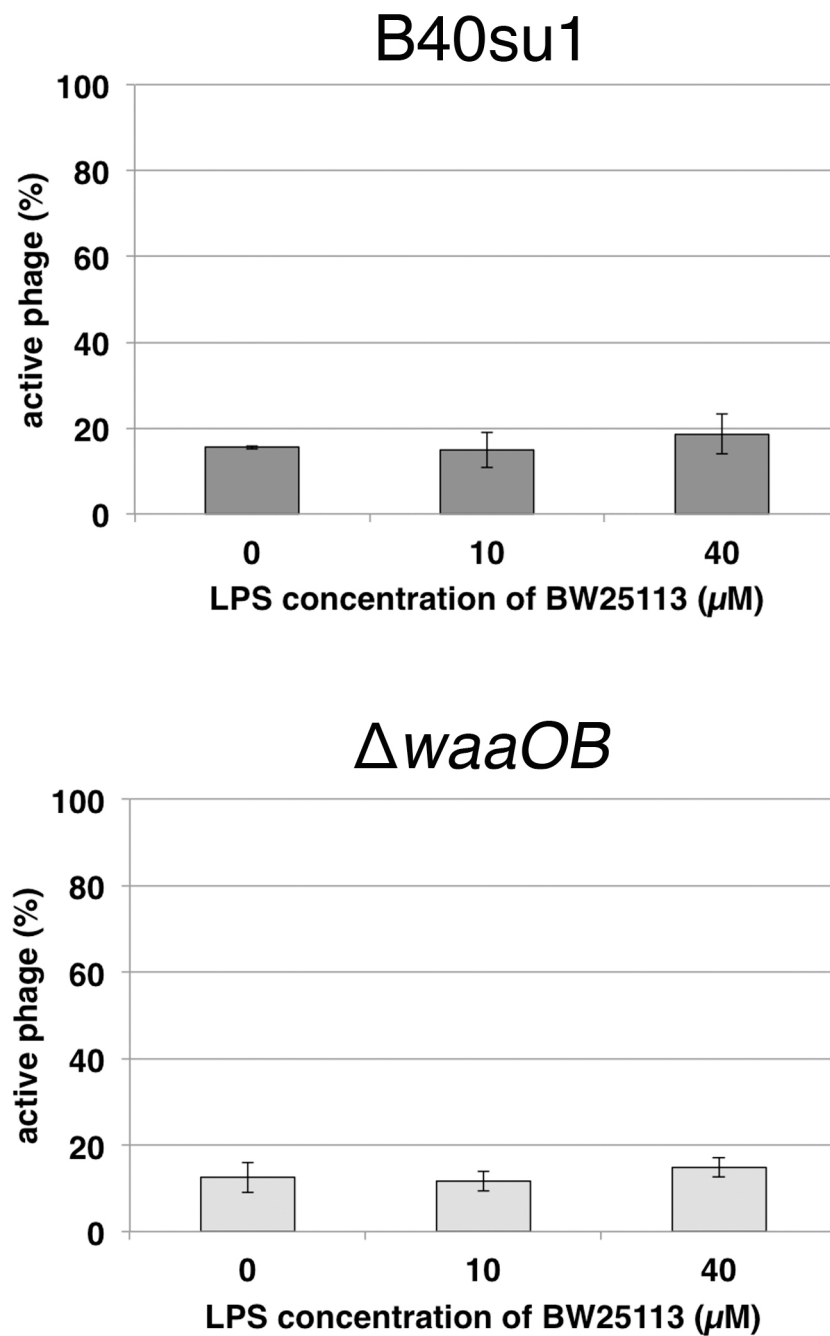 B40su1
100
80
60
40
20
0
active phage (%)
0 10 40
LPS concentration of BW25113 (µM)
ΔwaaOB
100
80
60
40
20
0
active phage (%)
0 10 40
LPS concentration of BW25113 (µM)